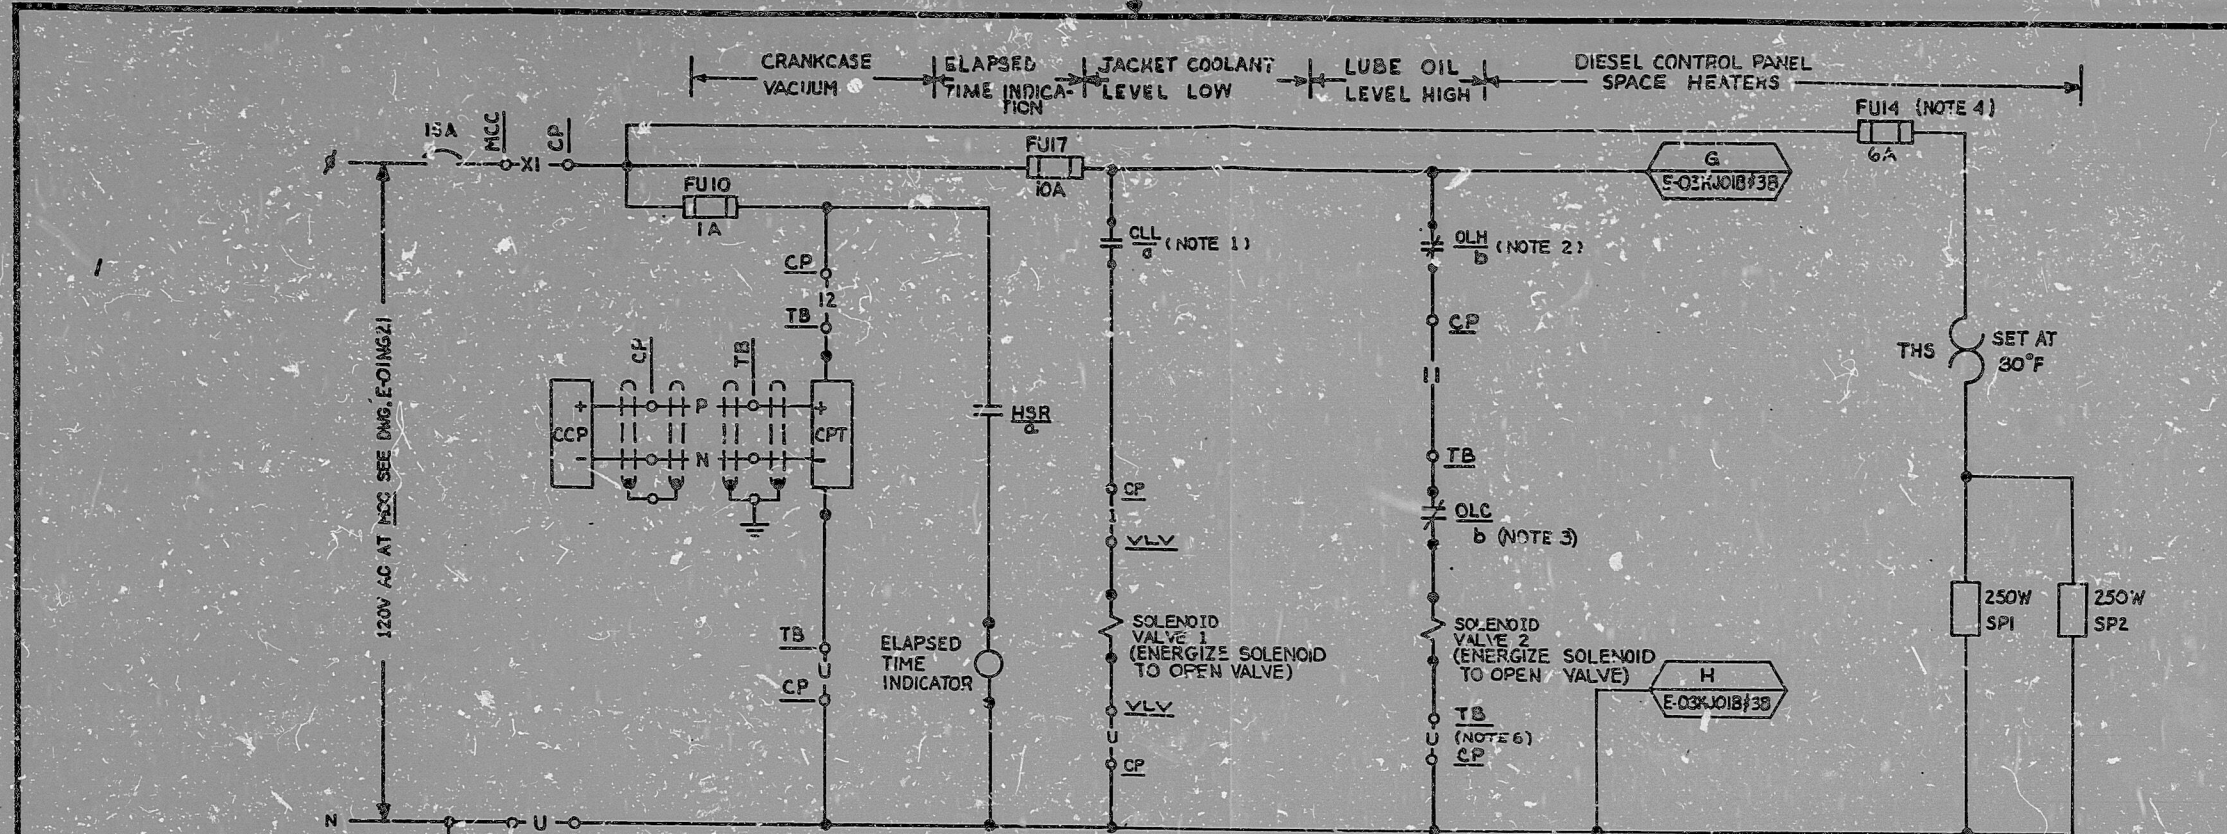 CRANKCASE
VACUUM
ELAPSED
TIME INDICA-
TION
JACKET COOLANT
LEVEL LOW
LUBE OIL
LEVEL HIGH
DIESEL CONTROL PANEL
SPACE HEATERS
15A
MCC
X1
CP
FU17
10A
FU14 (NOTE 4)
6A
G
E-03KJ01B#3B
FU10
1A
CLL
a (NOTE 1)
OLH
b (NOTE 2)
CP
12
TB
CP
11
TB
THS
SET AT
80°F
120V AC AT MCC SEE DWG. E-01NG21
CP
TB
CCP
+
-
P
N
+
-
CPT
HSR
a
CP
1
VLV
OLC
b (NOTE 3)
250W
SP1
250W
SP2
TB
U
CP
ELAPSED
TIME
INDICATOR
SOLENOID
VALVE 1
(ENERGIZE SOLENOID
TO OPEN VALVE)
SOLENOID
VALVE 2
(ENERGIZE SOLENOID
TO OPEN VALVE)
H
E-03KJ01B#3B
VLV
U
CP
TB
U (NOTE 6)
CP
N
U